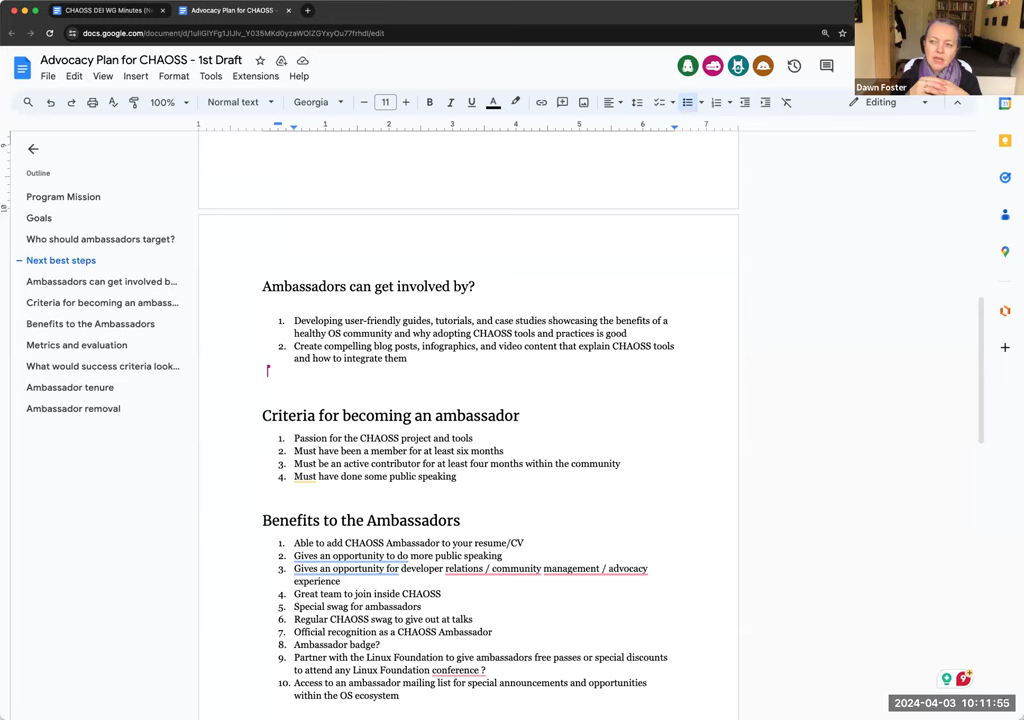 CHAOSS DEI WG Minutes (N
Advocacy Plan for CHAOSS -
docs.google.com/document/d/1ullGlYFg1JlJlv_Y035MKd0yzaWOlZGYxyOu77frhdI/edit
Advocacy Plan for CHAOSS - 1st Draft
File Edit View Insert Format Tools Extensions Help
100% Normal text Georgia 11 B I U A Editing
Dawn Foster
1 1 2 3 4 5 6 7
Outline
Program Mission
Goals
Who should ambassadors target?
Next best steps
Ambassadors can get involved b...
Criteria for becoming an ambass...
Benefits to the Ambassadors
Metrics and evaluation
What would success criteria look...
Ambassador tenure
Ambassador removal
Ambassadors can get involved by?
1. Developing user-friendly guides, tutorials, and case studies showcasing the benefits of a
healthy OS community and why adopting CHAOSS tools and practices is good
2. Create compelling blog posts, infographics, and video content that explain CHAOSS tools
and how to integrate them
Criteria for becoming an ambassador
1. Passion for the CHAOSS project and tools
2. Must have been a member for at least six months
3. Must be an active contributor for at least four months within the community
4. Must have done some public speaking
Benefits to the Ambassadors
1. Able to add CHAOSS Ambassador to your resume/CV
2. Gives an opportunity to do more public speaking
3. Gives an opportunity for developer relations / community management / advocacy
experience
4. Great team to join inside CHAOSS
5. Special swag for ambassadors
6. Regular CHAOSS swag to give out at talks
7. Official recognition as a CHAOSS Ambassador
8. Ambassador badge?
9. Partner with the Linux Foundation to give ambassadors free passes or special discounts
to attend any Linux Foundation conference ?
10. Access to an ambassador mailing list for special announcements and opportunities
within the OS ecosystem
9
2024-04-03 10:11:55